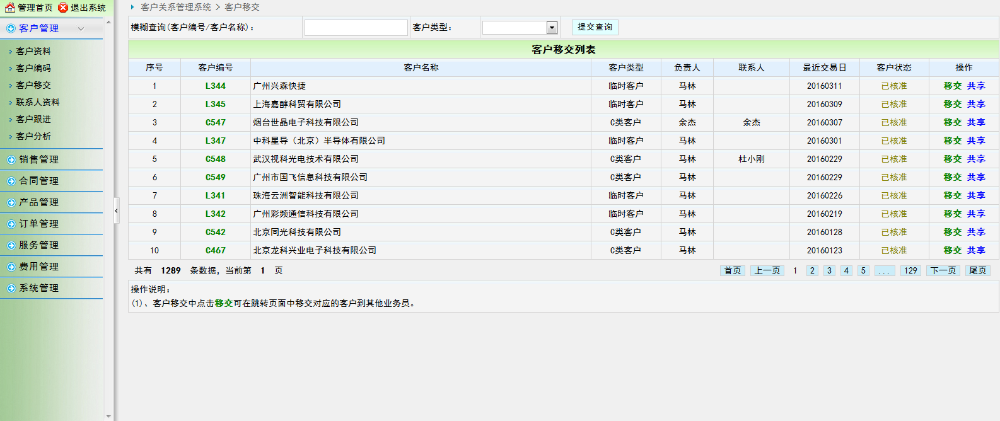 管理首页 退出系统
客户管理
客户资料
客户编码
客户移交
联系人资料
客户跟进
客户分析
销售管理
合同管理
产品管理
订单管理
服务管理
费用管理
系统管理
客户关系管理系统 > 客户移交
模糊查询(客户编号/客户名称): 客户类型: 提交查询
客户移交列表
序号 客户编号 客户名称 客户类型 负责人 联系人 最近交易日 客户状态 操作
1 L344 广州兴森快捷 临时客户 马林 20160311 已核准 移交 共享
2 L345 上海嘉醇科贸有限公司 临时客户 马林 20160309 已核准 移交 共享
3 C547 烟台世晶电子科技有限公司 C类客户 余杰 余杰 20160307 已核准 移交 共享
4 L347 中科星导（北京）半导体有限公司 临时客户 马林 20160301 已核准 移交 共享
5 C548 武汉视科光电技术有限公司 C类客户 马林 杜小刚 20160229 已核准 移交 共享
6 C549 广州市国飞信息科技有限公司 C类客户 马林 20160229 已核准 移交 共享
7 L341 珠海云洲智能科技有限公司 临时客户 马林 20160226 已核准 移交 共享
8 L342 广州彩频通信科技有限公司 临时客户 马林 20160219 已核准 移交 共享
9 C542 北京同光科技有限公司 C类客户 马林 20160128 已核准 移交 共享
10 C467 北京龙科兴业电子科技有限公司 C类客户 马林 20160123 已核准 移交 共享
共有 1289 条数据，当前第 1 页 首页 上一页 1 2 3 4 5 ... 129 下一页 尾页
操作说明:
(1)、客户移交中点击移交可在跳转页面中移交对应的客户到其他业务员。